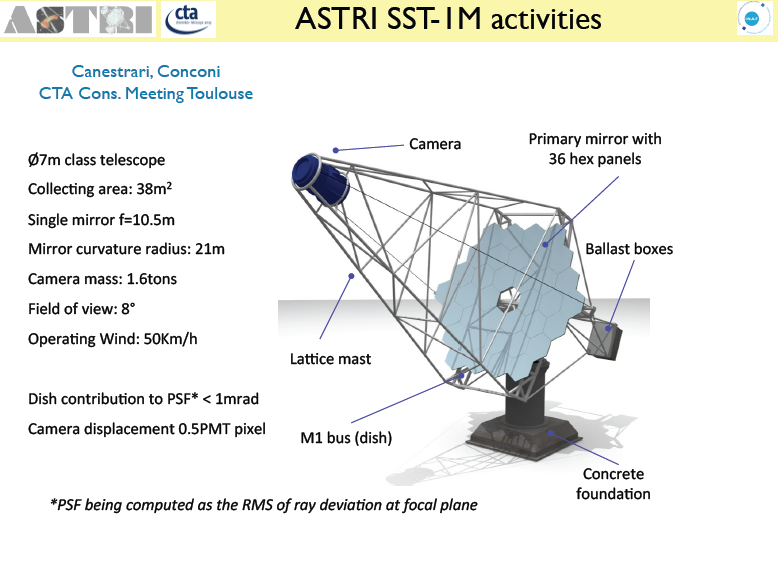 ASTRI
cta
ASTRI SST-1M activities
INAF
Canestrari, Conconi
CTA Cons. Meeting Toulouse
Ø7m class telescope
Collecting area: 38m²
Single mirror f=10.5m
Mirror curvature radius: 21m
Camera mass: 1.6tons
Field of view: 8°
Operating Wind: 50Km/h
Dish contribution to PSF* < 1mrad
Camera displacement 0.5PMT pixel
Camera
Primary mirror with
36 hex panels
Ballast boxes
Lattice mast
M1 bus (dish)
Concrete
foundation
*PSF being computed as the RMS of ray deviation at focal plane